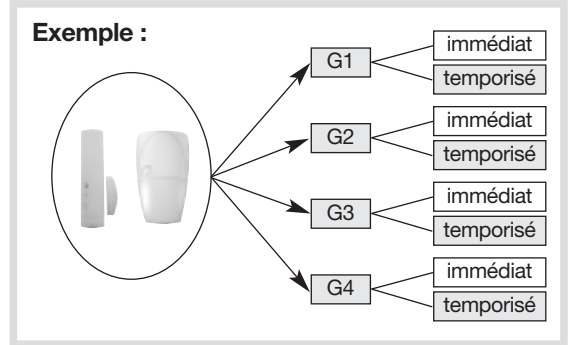 Exemple :
immédiat
G1
temporisé
immédiat
G2
temporisé
immédiat
G3
temporisé
immédiat
G4
temporisé